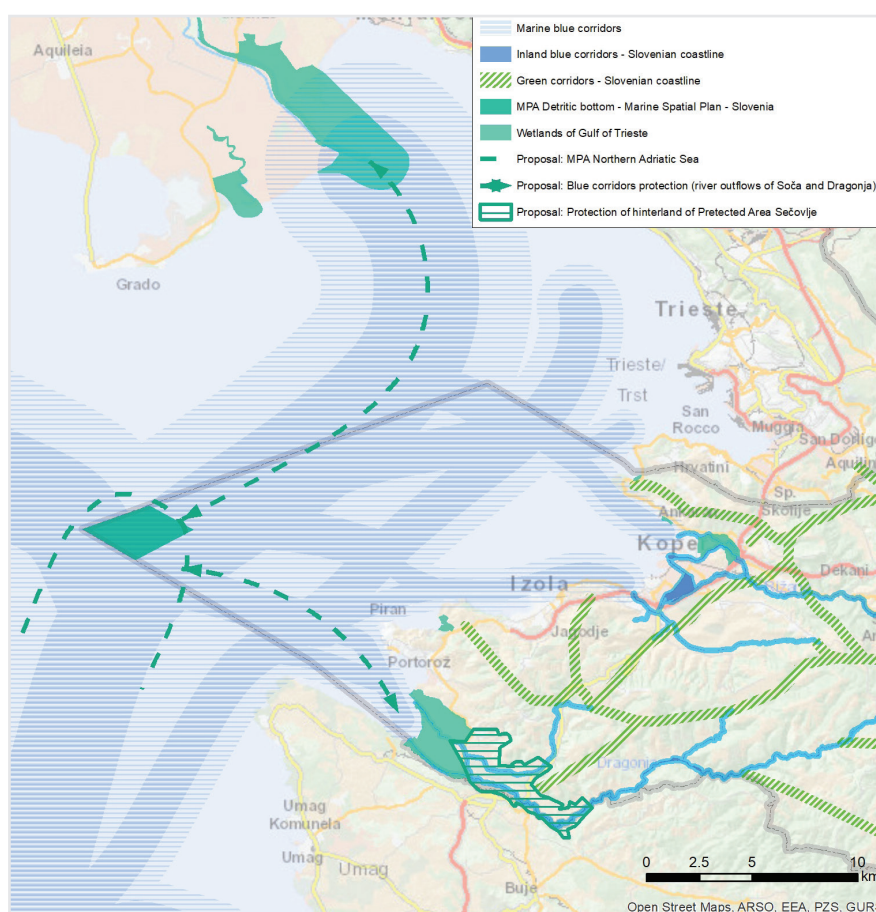 Marine blue corridors
Inland blue corridors - Slovenian coastline
Green corridors - Slovenian coastline
MPA Detritic bottom - Marine Spatial Plan - Slovenia
Wetlands of Gulf of Trieste
Proposal: MPA Northern Adriatic Sea
Proposal: Blue corridors protection (river outflows of Soča and Dragonja)
Proposal: Protection of hinterland of Pretected Area Sečovlje
Aquileia
Grado
Trieste
Trieste/
Trst
San
Rocco
Muggia
San Dorlig
Aquilin
Hrvatini
Sp.
Škofije
Ankaran
Koper
Dekani
Izola
Jagodje
Piran
Portorož
Dragonja
Umag
Komunela
Umag
Umag
Buje
0 2.5 5 10
km
Open Street Maps, ARSO, EEA, PZS, GURS